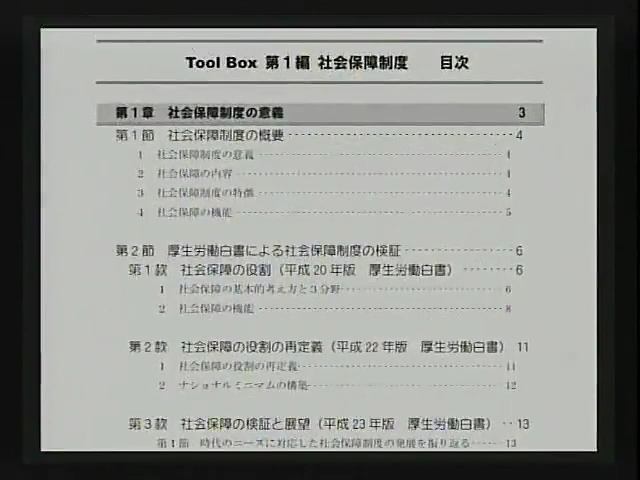 Tool Box 第1編 社会保障制度　目次
第1章　社会保障制度の意義 3
第1節　社会保障制度の概要 4
1　社会保障制度の意義 4
2　社会保障の内容 4
3　社会保障制度の特徴 4
4　社会保障の機能 5
第2節　厚生労働白書による社会保障制度の検証 6
第1款　社会保障の役割（平成20年版　厚生労働白書） 6
1　社会保障の基本的考え方と3分野 6
2　社会保障の機能 8
第2款　社会保障の役割の再定義（平成22年版　厚生労働白書） 11
1　社会保障の役割の再定義 11
2　ナショナルミニマムの構築 12
第3款　社会保障の検証と展望（平成23年版　厚生労働白書） 13
第1節　時代のニーズに対応した社会保障制度の発展を振り返る 13